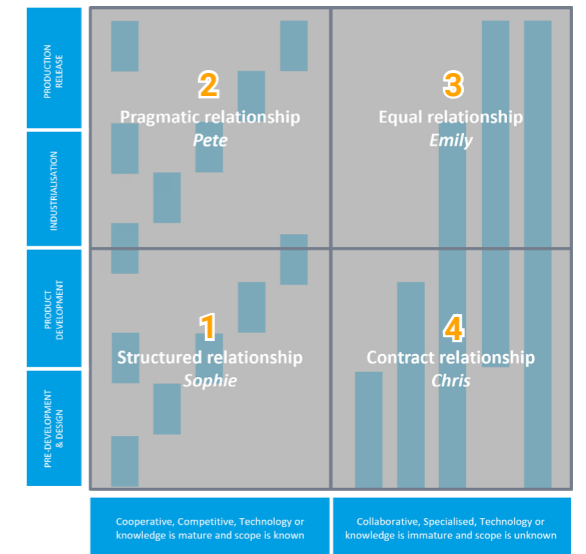 PRODUCTION
RELEASE
2
Pragmatic relationship
Pete
3
Equal relationship
Emily
INDUSTRIALISATION
PRODUCT
DEVELOPMENT
1
Structured relationship
Sophie
4
Contract relationship
Chris
PRE-DEVELOPMENT
& DESIGN
Cooperative, Competitive, Technology or
knowledge is mature and scope is known
Collaborative, Specialised, Technology or
knowledge is immature and scope is unknown